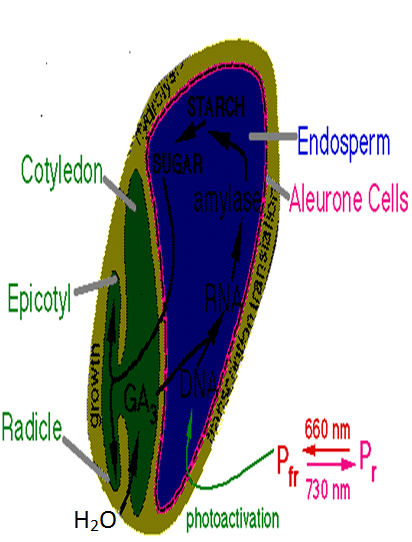 hydrolysis
STARCH
SUGAR
Endosperm
Cotyledon
amylase
Aleurone Cells
Epicotyl
RNA
transcription translation
growth
GA3
DNA
Radicle
660 nm
Pfr
Pr
730 nm
H2O
photoactivation